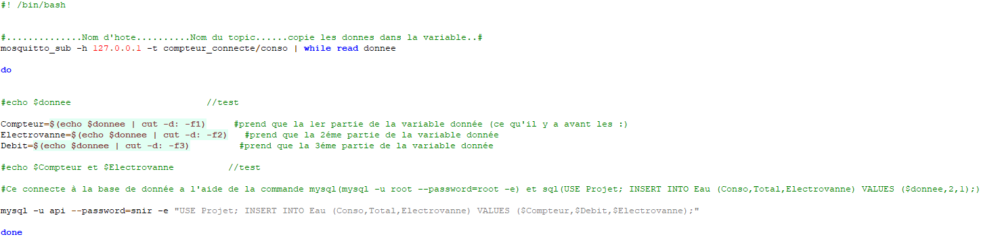 #! /bin/bash
#..............Nom d'hote..........Nom du topic......copie les donnes dans la variable..#
mosquitto_sub -h 127.0.0.1 -t compteur_connecte/conso | while read donnee
do
#echo $donnee                         //test
Compteur=$(echo $donnee | cut -d: -f1)     #prend que la 1er partie de la variable donnée (ce qu'il y a avant les :)
Electrovanne=$(echo $donnee | cut -d: -f2)   #prend que la 2éme partie de la variable donnée
Debit=$(echo $donnee | cut -d: -f3)         #prend que la 3éme partie de la variable donnée
#echo $Compteur et $Electrovanne          //test
#Ce connecte à la base de donnée a l'aide de la commande mysql(mysql -u root --password=root -e) et sql(USE Projet; INSERT INTO Eau (Conso,Total,Electrovanne) VALUES ($donnee,2,1);)
mysql -u api --password=snir -e "USE Projet; INSERT INTO Eau (Conso,Total,Electrovanne) VALUES ($Compteur,$Debit,$Electrovanne);"
done